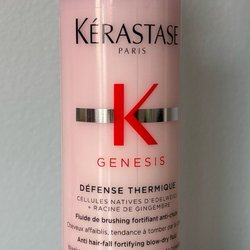 KÉRASTASE
PARIS
K
GENESIS
DÉFENSE THERMIQUE
CELLULES NATIVES D'EDELWEISS
+ RACINE DE GINGEMBRE
Fluide de brushing fortifiant anti-chute
Cheveux affaiblis, tendance à tomber par la
Anti hair-fall fortifying blow-dry fluid